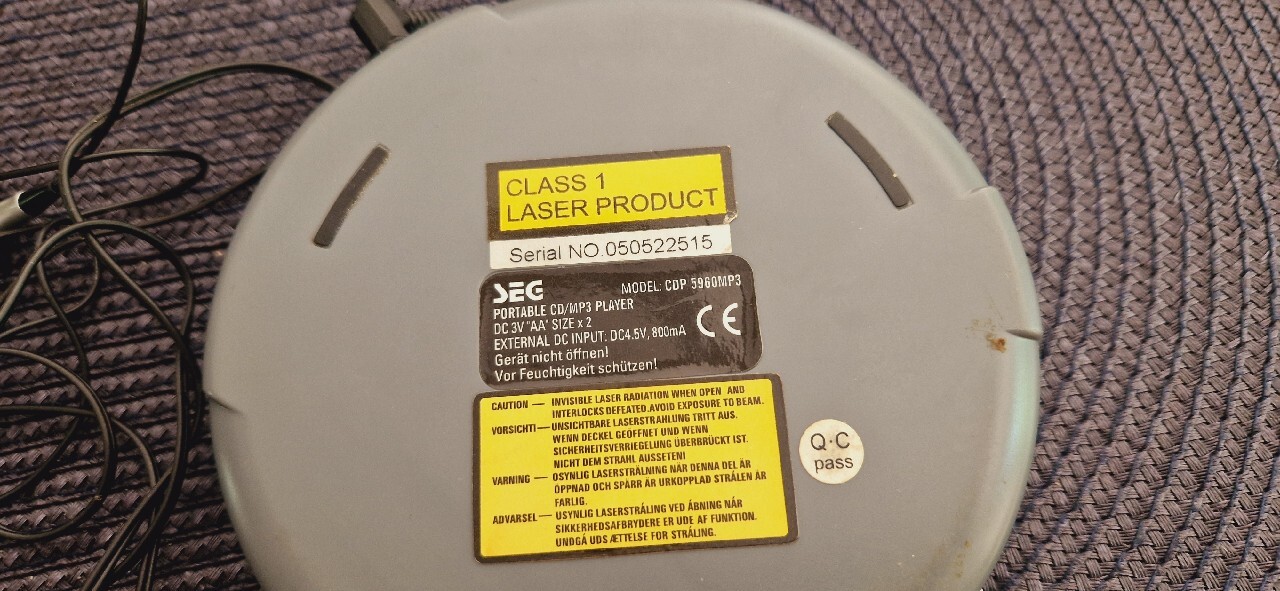 CLASS 1
LASER PRODUCT
Serial NO.050522515
SEG
MODEL: CDP 5960MP3
PORTABLE CD/MP3 PLAYER
DC 3V "AA" SIZE x 2
EXTERNAL DC INPUT: DC4.5V, 800mA
CE
Gerät nicht öffnen!
Vor Feuchtigkeit schützen!
CAUTION — INVISIBLE LASER RADIATION WHEN OPEN AND
INTERLOCKS DEFEATED.AVOID EXPOSURE TO BEAM.
VORSICHT!— UNSICHTBARE LASERSTRAHLUNG TRITT AUS.
WENN DECKEL GEÖFFNET UND WENN
SICHERHEITSVERRIEGELUNG ÜBERBRÜCKT IST.
NICHT DEM STRAHL AUSSETEN!
VARNING — OSYNLIG LASERSTRÅLNING NÄR DENNA DEL ÄR
ÖPPNAD OCH SPÄRR ÄR URKOPPLAD STRÅLEN ÄR
FARLIG.
ADVARSEL— USYNLIG LASERSTRÅLING VED ÅBNING NÅR
SIKKERHEDSAFBRYDERE ER UDE AF FUNKTION.
UNDGÅ UDS ÆTTELSE FOR STRÅLING.
Q·C
pass